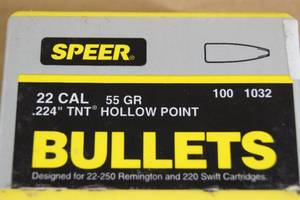 SPEER®
22 CAL 55 GR 100 1032
.224" TNT® HOLLOW POINT
BULLETS
Designed for 22-250 Remington and 220 Swift Cartridges.